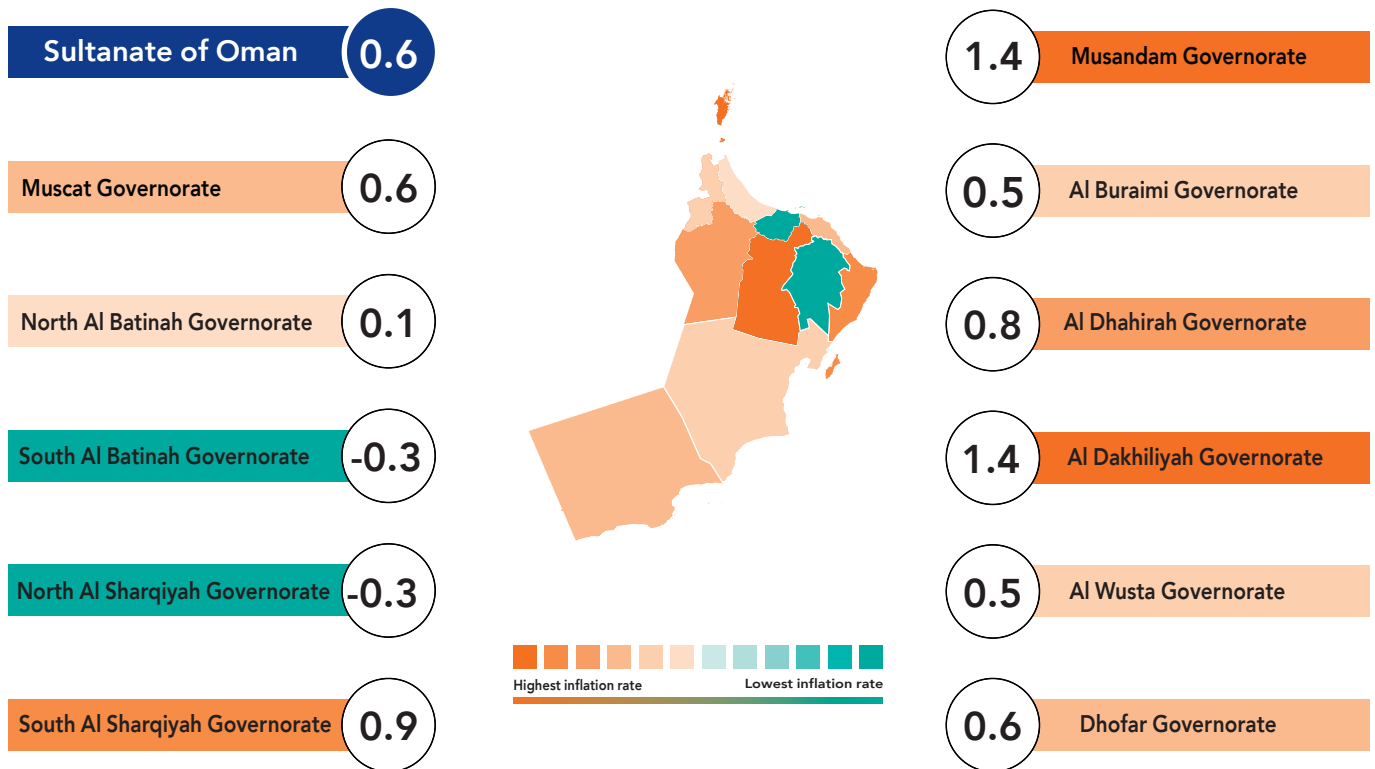 Sultanate of Oman
0.6
Muscat Governorate
0.6
North Al Batinah Governorate
0.1
South Al Batinah Governorate
-0.3
North Al Sharqiyah Governorate
-0.3
South Al Sharqiyah Governorate
0.9
Highest inflation rate
Lowest inflation rate
1.4
Musandam Governorate
0.5
Al Buraimi Governorate
0.8
Al Dhahirah Governorate
1.4
Al Dakhiliyah Governorate
0.5
Al Wusta Governorate
0.6
Dhofar Governorate